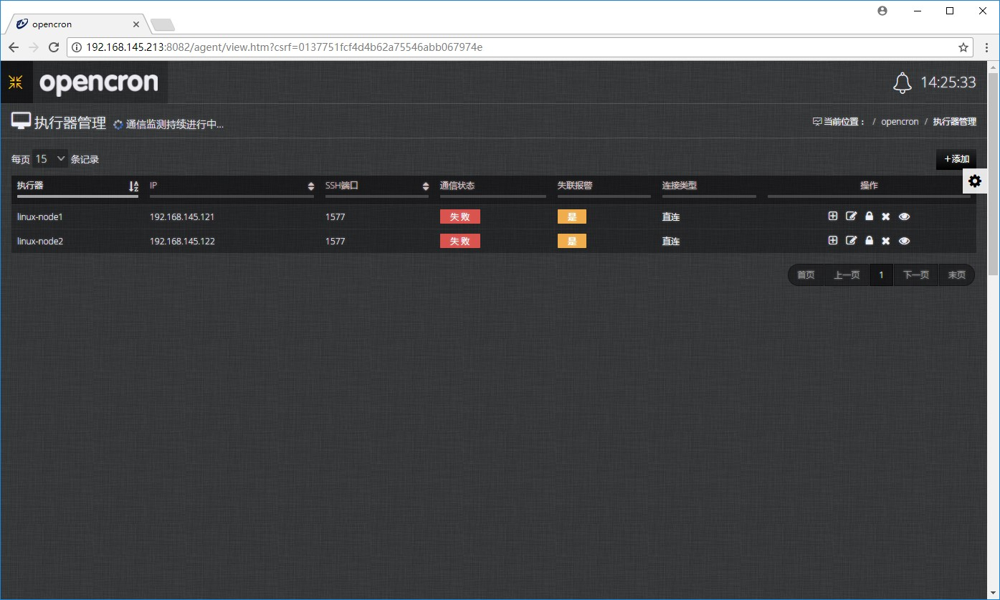 opencron
192.168.145.213:8082/agent/view.htm?csrf=0137751fcf4d4b62a75546abb067974e
opencron 14:25:33
执行器管理 通信监测持续进行中... 当前位置： / opencron / 执行器管理
每页 15 条记录 +添加
执行器 IP SSH端口 通信状态 失联报警 连接类型 操作
linux-node1 192.168.145.121 1577 失 败 是 直连
linux-node2 192.168.145.122 1577 失 败 是 直连
首页 上一页 1 下一页 末页